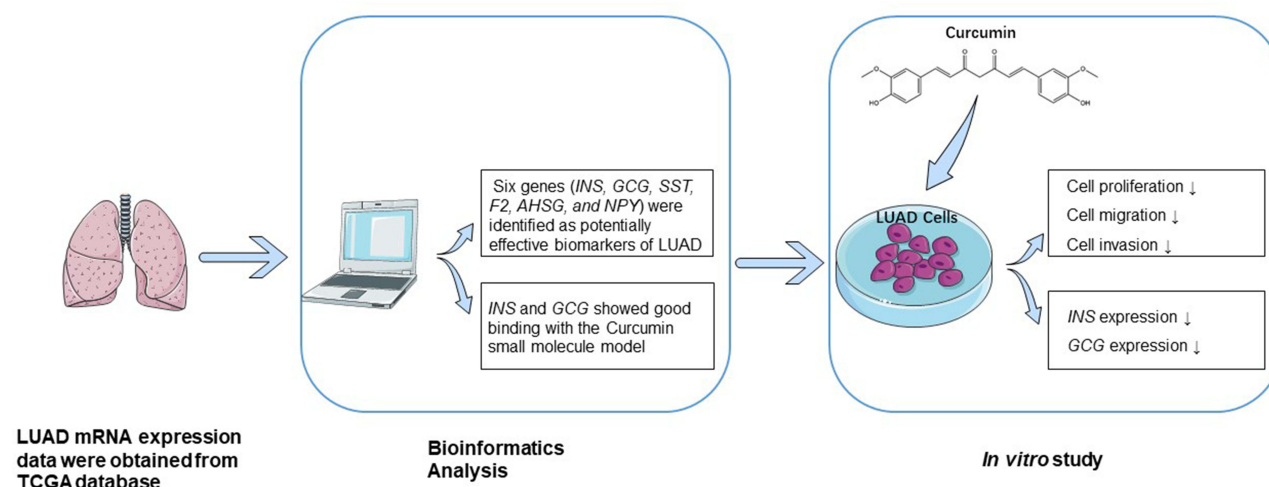 LUAD mRNA expression
data were obtained from
TCGA database
Six genes (INS, GCG, SST,
F2, AHSG, and NPY) were
identified as potentially
effective biomarkers of LUAD
INS and GCG showed good
binding with the Curcumin
small molecule model
Bioinformatics
Analysis
Curcumin
O
O
O
O
HO
OH
LUAD Cells
Cell proliferation ↓
Cell migration ↓
Cell invasion ↓
INS expression ↓
GCG expression ↓
In vitro study